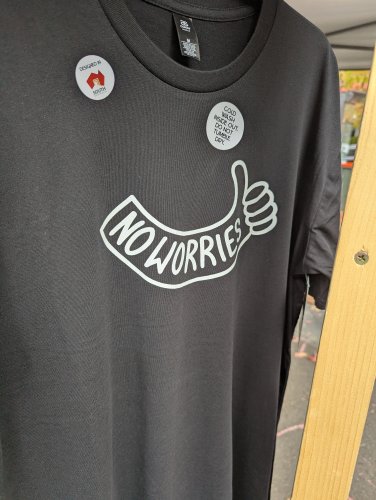 DESIGNED IN
SOUTH
COLD
WASH
INSIDE OUT
DO NOT
TUMBLE
DRY.
NO WORRIES